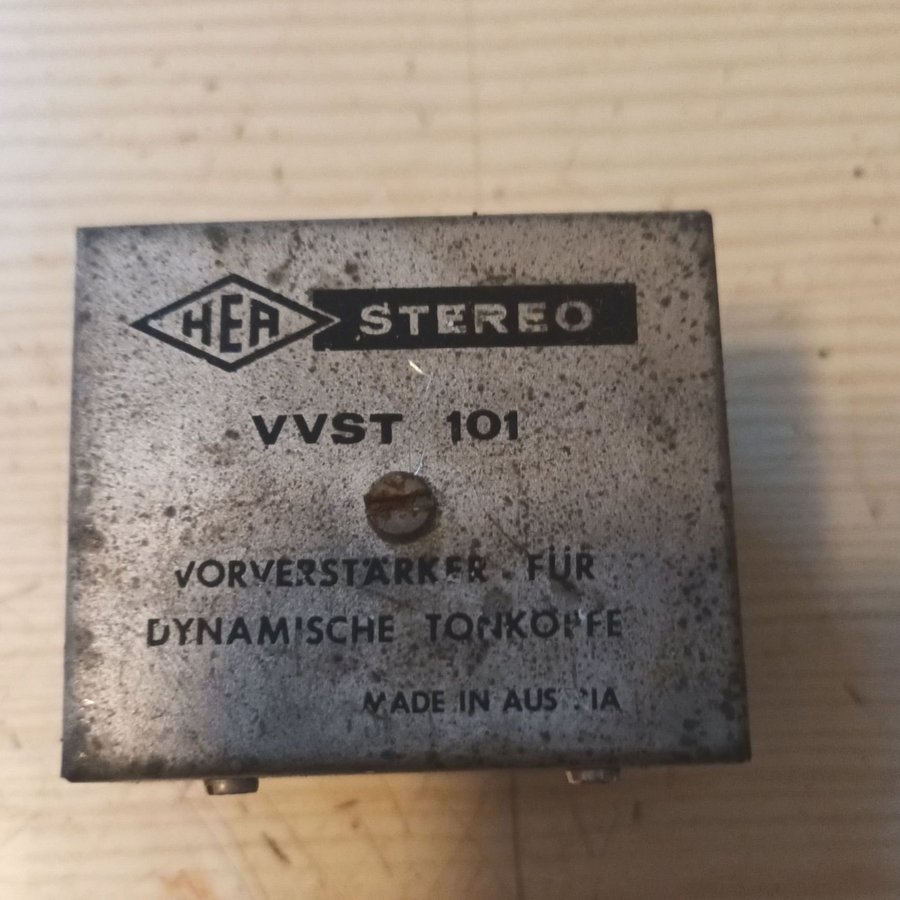 HEA STEREO
VVST 101
VORVERSTÄRKER FÜR
DYNAMISCHE TONKÖPFE
MADE IN AUSTRIA